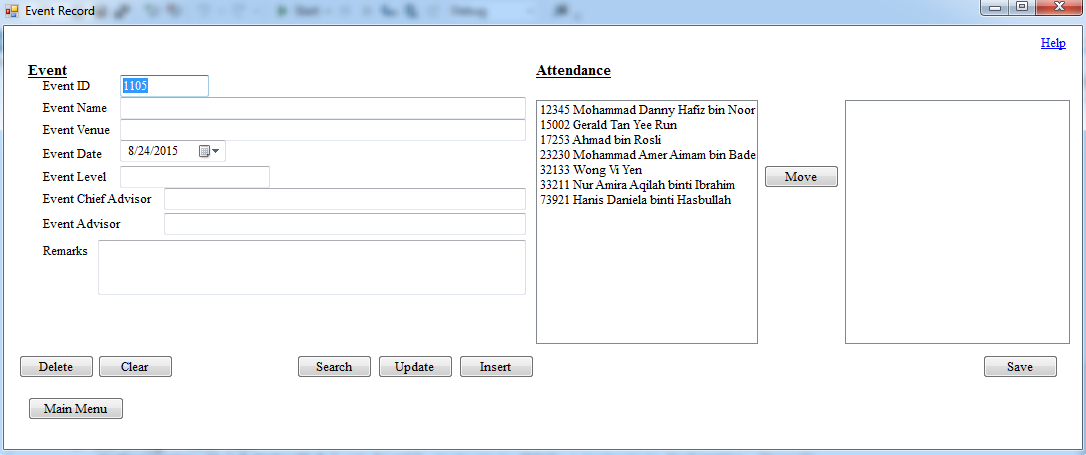 Event Record
Help
Event
Event ID 1105
Event Name
Event Venue
Event Date 8/24/2015
Event Level
Event Chief Advisor
Event Advisor
Remarks
Attendance
12345 Mohammad Danny Hafiz bin Noor
15002 Gerald Tan Yee Run
17253 Ahmad bin Rosli
23230 Mohammad Amer Aimam bin Bade
32133 Wong Vi Yen
33211 Nur Amira Aqilah binti Ibrahim
73921 Hanis Daniela binti Hasbullah
Move
Delete Clear Search Update Insert Save
Main Menu